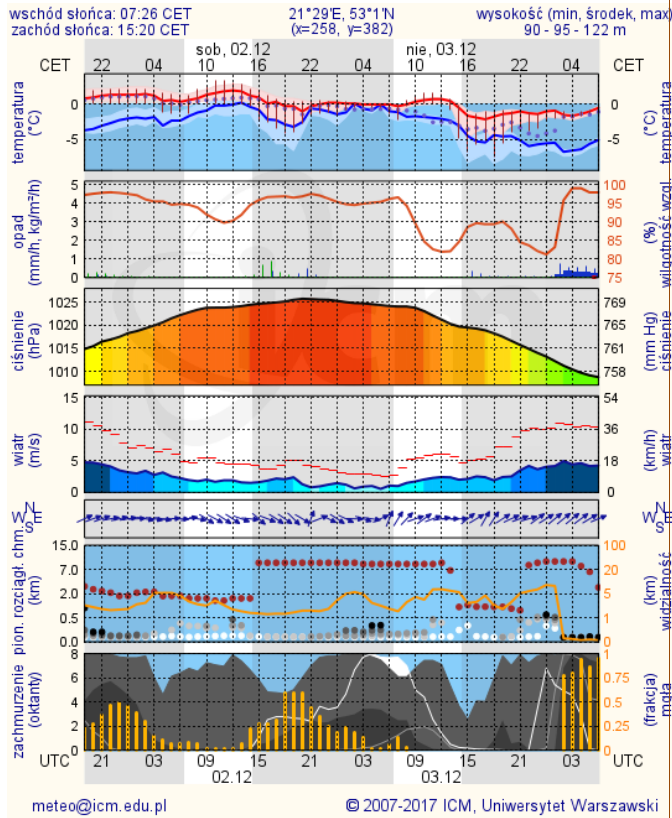 wschód słońca: 07:26 CET 21°29'E, 53°1'N wysokość (min, środek, max)
zachód słońca: 15:20 CET (x=258, y=382) 90 - 95 - 122 m
sob, 02.12 nie, 03.12
CET 22 04 10 16 22 04 10 16 22 04 CET
temperatura (°C) 0 -5 0 -5 (°C) temperatura
opad (mm/h, kg/m²/h) 5 4 3 2 1 0 100 95 90 85 80 75 (%) wilgotność wzgl.
ciśnienie (hPa) 1025 1020 1015 1010 769 765 761 758 (mm Hg) ciśnienie
wiatr (m/s) 15 10 5 0 54 36 18 0 (km/h) wiatr
N
W E
S
N
W E
S
pion. rozciągł. chm. (km) 15.0 7.0 2.0 0.5 0.0 100 20 5 1 0 (km) widzialność
zachmurzenie (oktanty) 8 6 4 2 0 1 0.75 0.5 0.25 0 (frakcja) mgła
UTC 21 03 09 15 21 03 09 15 21 03 UTC
02.12 03.12
meteo@icm.edu.pl © 2007-2017 ICM, Uniwersytet Warszawski